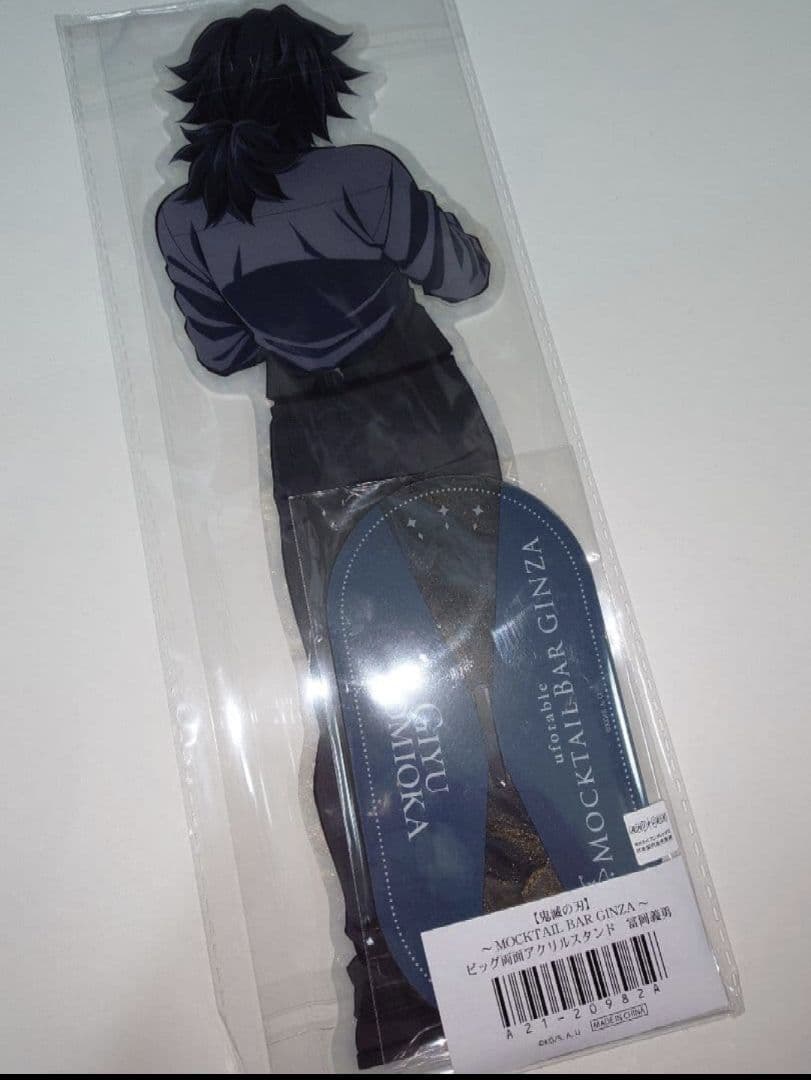 GIYU
TOMIOKA
ufotable
MOCKTAIL BAR GINZA
【鬼滅の刃】
～ MOCKTAIL BAR GINZA ～
ビッグ両面アクリルスタンド 冨岡義勇
A21-20982A
MADE IN CHINA